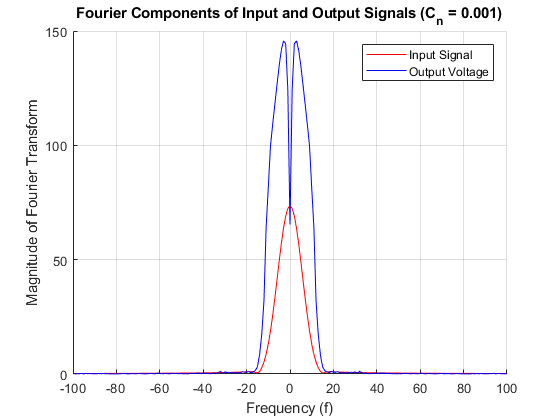 Fourier Components of Input and Output Signals (Cn = 0.001)
150
100
50
0
Magnitude of Fourier Transform
Input Signal
Output Voltage
-100 -80 -60 -40 -20 0 20 40 60 80 100
Frequency (f)